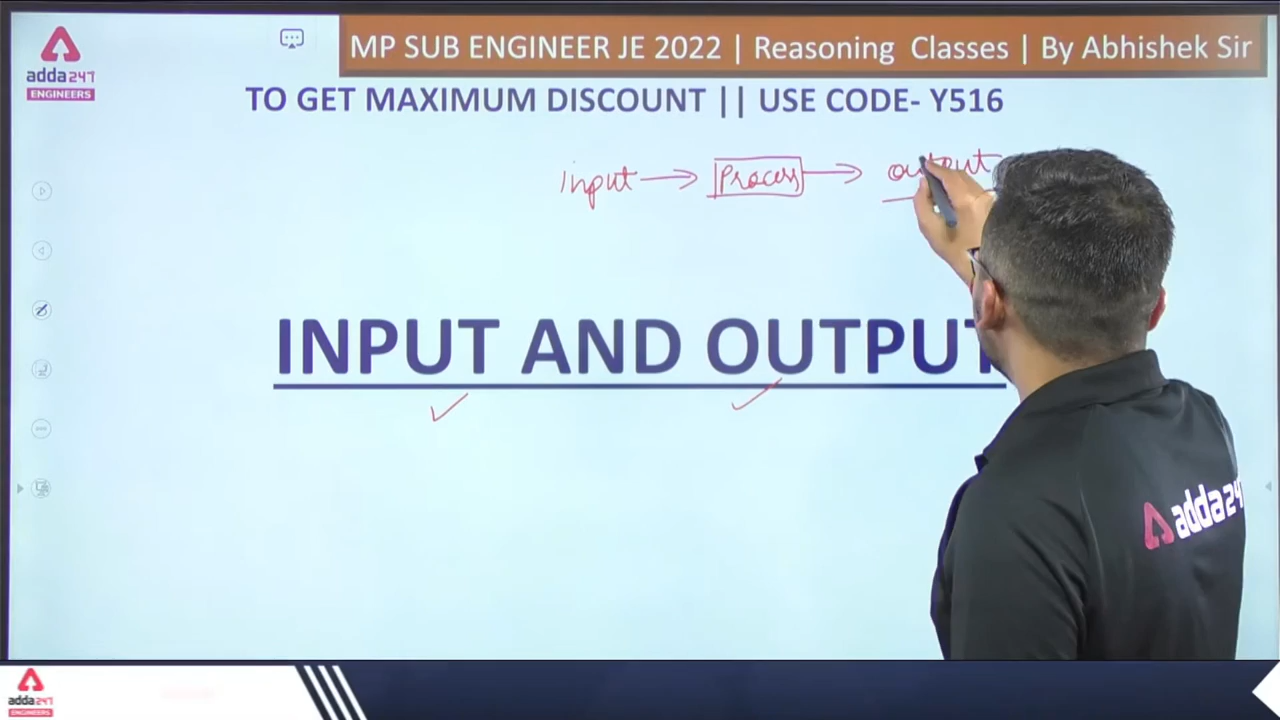 adda247
ENGINEERS
MP SUB ENGINEER JE 2022 | Reasoning Classes | By Abhishek Sir
TO GET MAXIMUM DISCOUNT || USE CODE- Y516
input → Process → output
INPUT AND OUTPUT
adda247
adda247
ENGINEERS